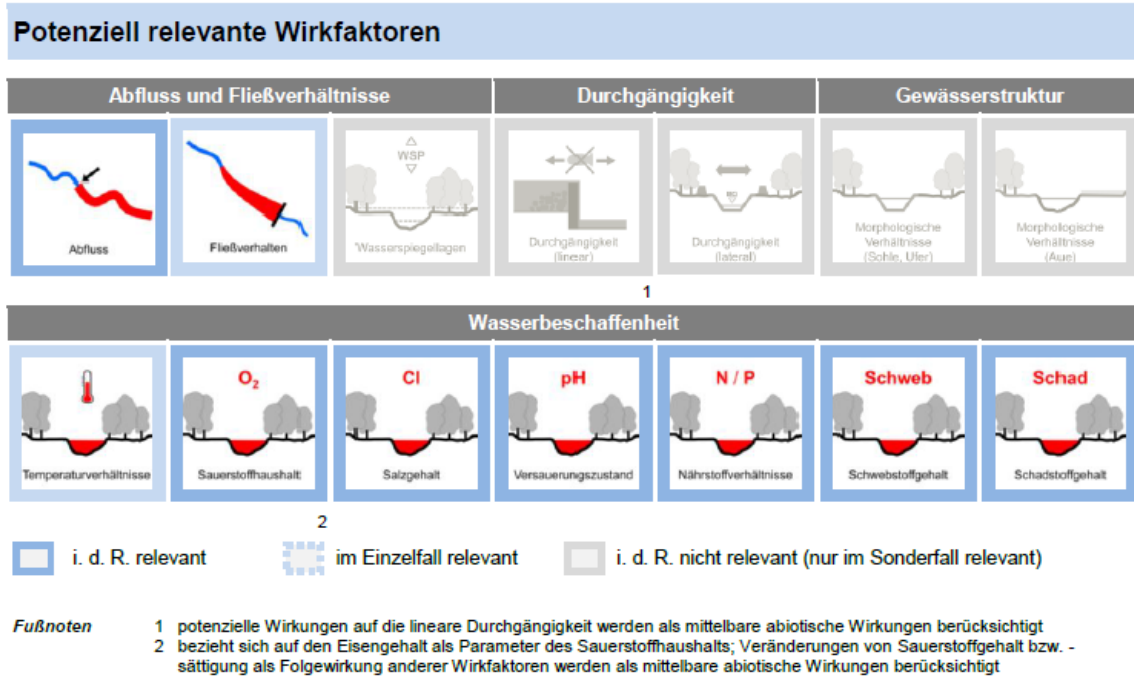 Potenziell relevante Wirkfaktoren
Abfluss und Fließverhältnisse
Durchgängigkeit
Gewässerstruktur
Abfluss
Fließverhalten
WSP
Wasserspiegellagen
Durchgängigkeit
(linear)
Durchgängigkeit
(lateral)
Morphologische
Verhältnisse
(Sohle, Ufer)
Morphologische
Verhältnisse
(Aue)
1
Wasserbeschaffenheit
Temperaturverhältnisse
O₂
Sauerstoffhaushalt
Cl
Salzgehalt
pH
Versauerungszustand
N / P
Nährstoffverhältnisse
Schweb
Schwebstoffgehalt
Schad
Schadstoffgehalt
2
i. d. R. relevant
im Einzelfall relevant
i. d. R. nicht relevant (nur im Sonderfall relevant)
Fußnoten
1 potenzielle Wirkungen auf die lineare Durchgängigkeit werden als mittelbare abiotische Wirkungen berücksichtigt
2 bezieht sich auf den Eisengehalt als Parameter des Sauerstoffhaushalts; Veränderungen von Sauerstoffgehalt bzw. -
sättigung als Folgewirkung anderer Wirkfaktoren werden als mittelbare abiotische Wirkungen berücksichtigt